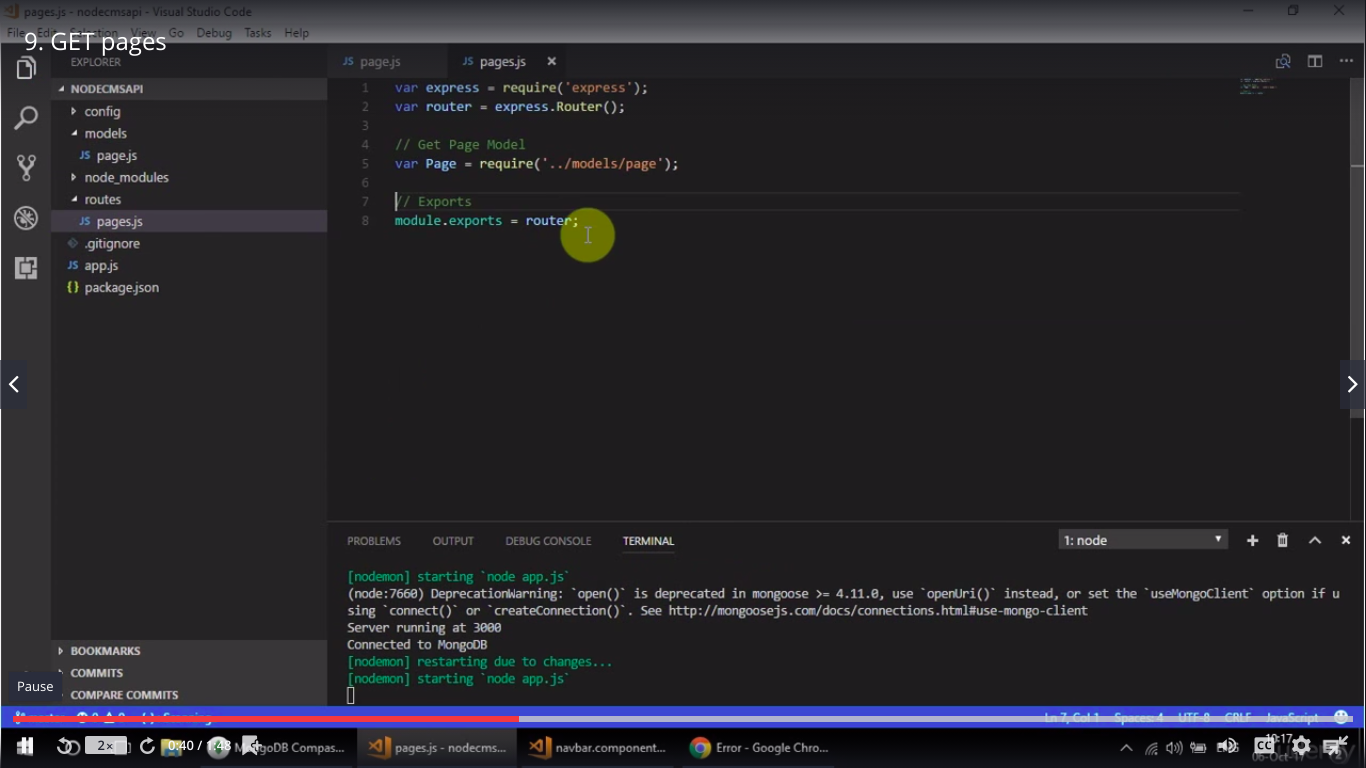 pages.js - nodecmsapi - Visual Studio Code
File Edit Selection View Go Debug Tasks Help
9. GET pages
EXPLORER
NODECMSAPI
config
models
JS page.js
node_modules
routes
JS pages.js
.gitignore
JS app.js
{} package.json
BOOKMARKS
COMMITS
COMPARE COMMITS
JS page.js
JS pages.js
1 var express = require('express');
2 var router = express.Router();
3
4 // Get Page Model
5 var Page = require('../models/page');
6
7 // Exports
8 module.exports = router;
PROBLEMS OUTPUT DEBUG CONSOLE TERMINAL
1: node
[nodemon] starting `node app.js`
(node:7660) DeprecationWarning: `open()` is deprecated in mongoose >= 4.11.0, use `openUri()` instead, or set the `useMongoClient` option if u
sing `connect()` or `createConnection()`. See http://mongoosejs.com/docs/connections.html#use-mongo-client
Server running at 3000
Connected to MongoDB
[nodemon] restarting due to changes...
[nodemon] starting `node app.js`
Pause
Ln 7, Col 1 Spaces: 4 UTF-8 CRLF JavaScript
2x
0:40 / 1:48
pages.js - nodecms...
navbar.component...
Error - Google Chro...
CC
10:17
06-Oct-17